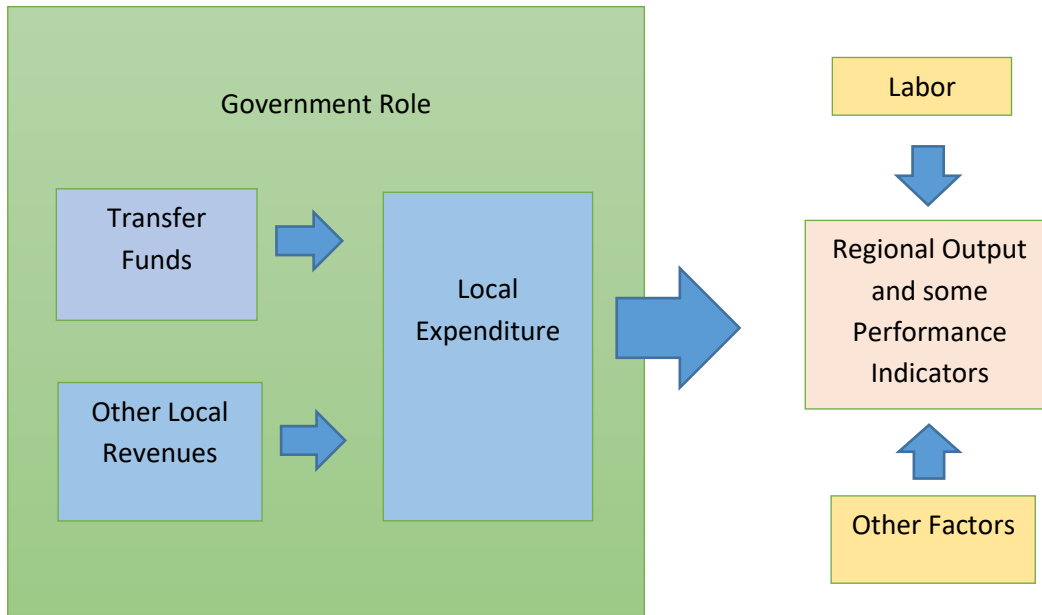 Government Role
Transfer
Funds
Other Local
Revenues
Local
Expenditure
Labor
Regional Output
and some
Performance
Indicators
Other Factors